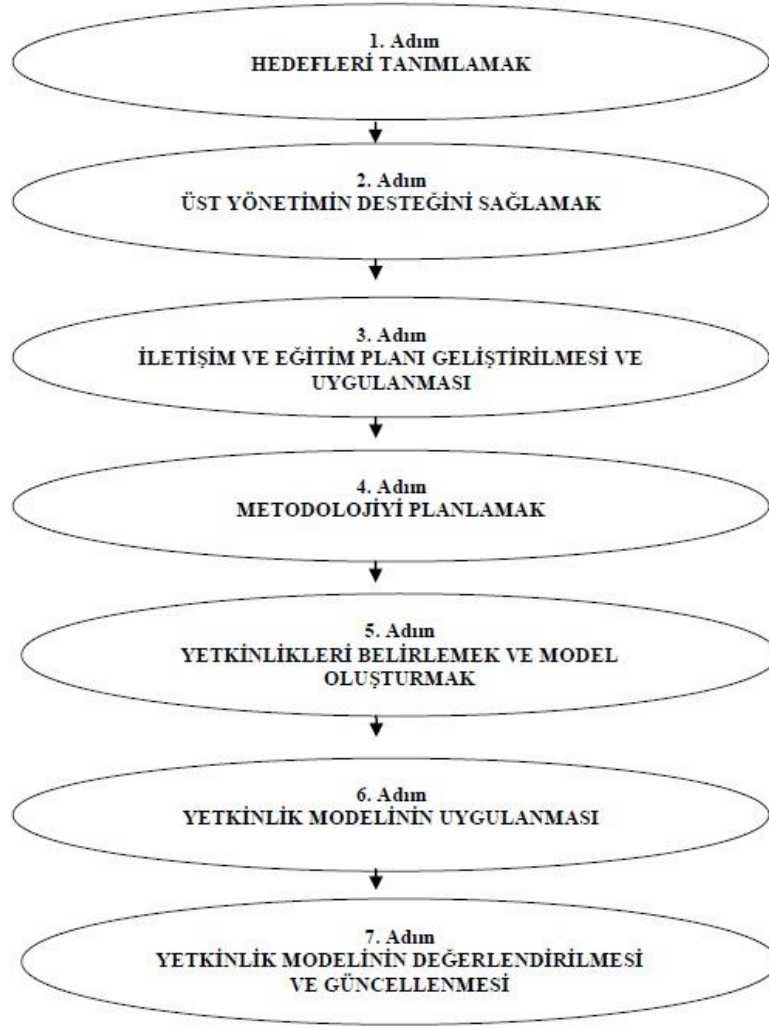 1. Adım
HEDEFLERİ TANIMLAMAK
2. Adım
ÜST YÖNETİMİN DESTEĞİNİ SAĞLAMAK
3. Adım
İLETİŞİM VE EĞİTİM PLANI GELİŞTİRİLMESİ VE
UYGULANMASI
4. Adım
METODOLOJİYİ PLANLAMAK
5. Adım
YETKİNLİKLERİ BELİRLEMEK VE MODEL
OLUŞTURMAK
6. Adım
YETKİNLİK MODELİNİN UYGULANMASI
7. Adım
YETKİNLİK MODELİNİN DEĞERLENDİRİLMESİ
VE GÜNCELLENMESİ